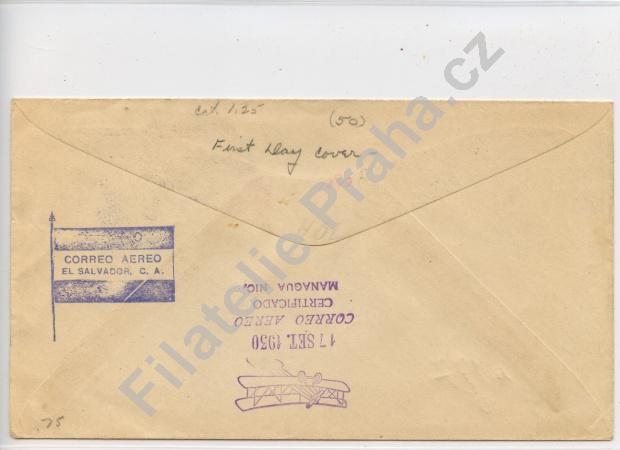 cat. 1.25
(50)
First Day Cover
CORREO AEREO
EL SALVADOR, C. A.
17 SET. 1930
CORREO AEREO
CERTIFICADO
MANAGUA NIC.
.75
Filatelie-Praha.cz